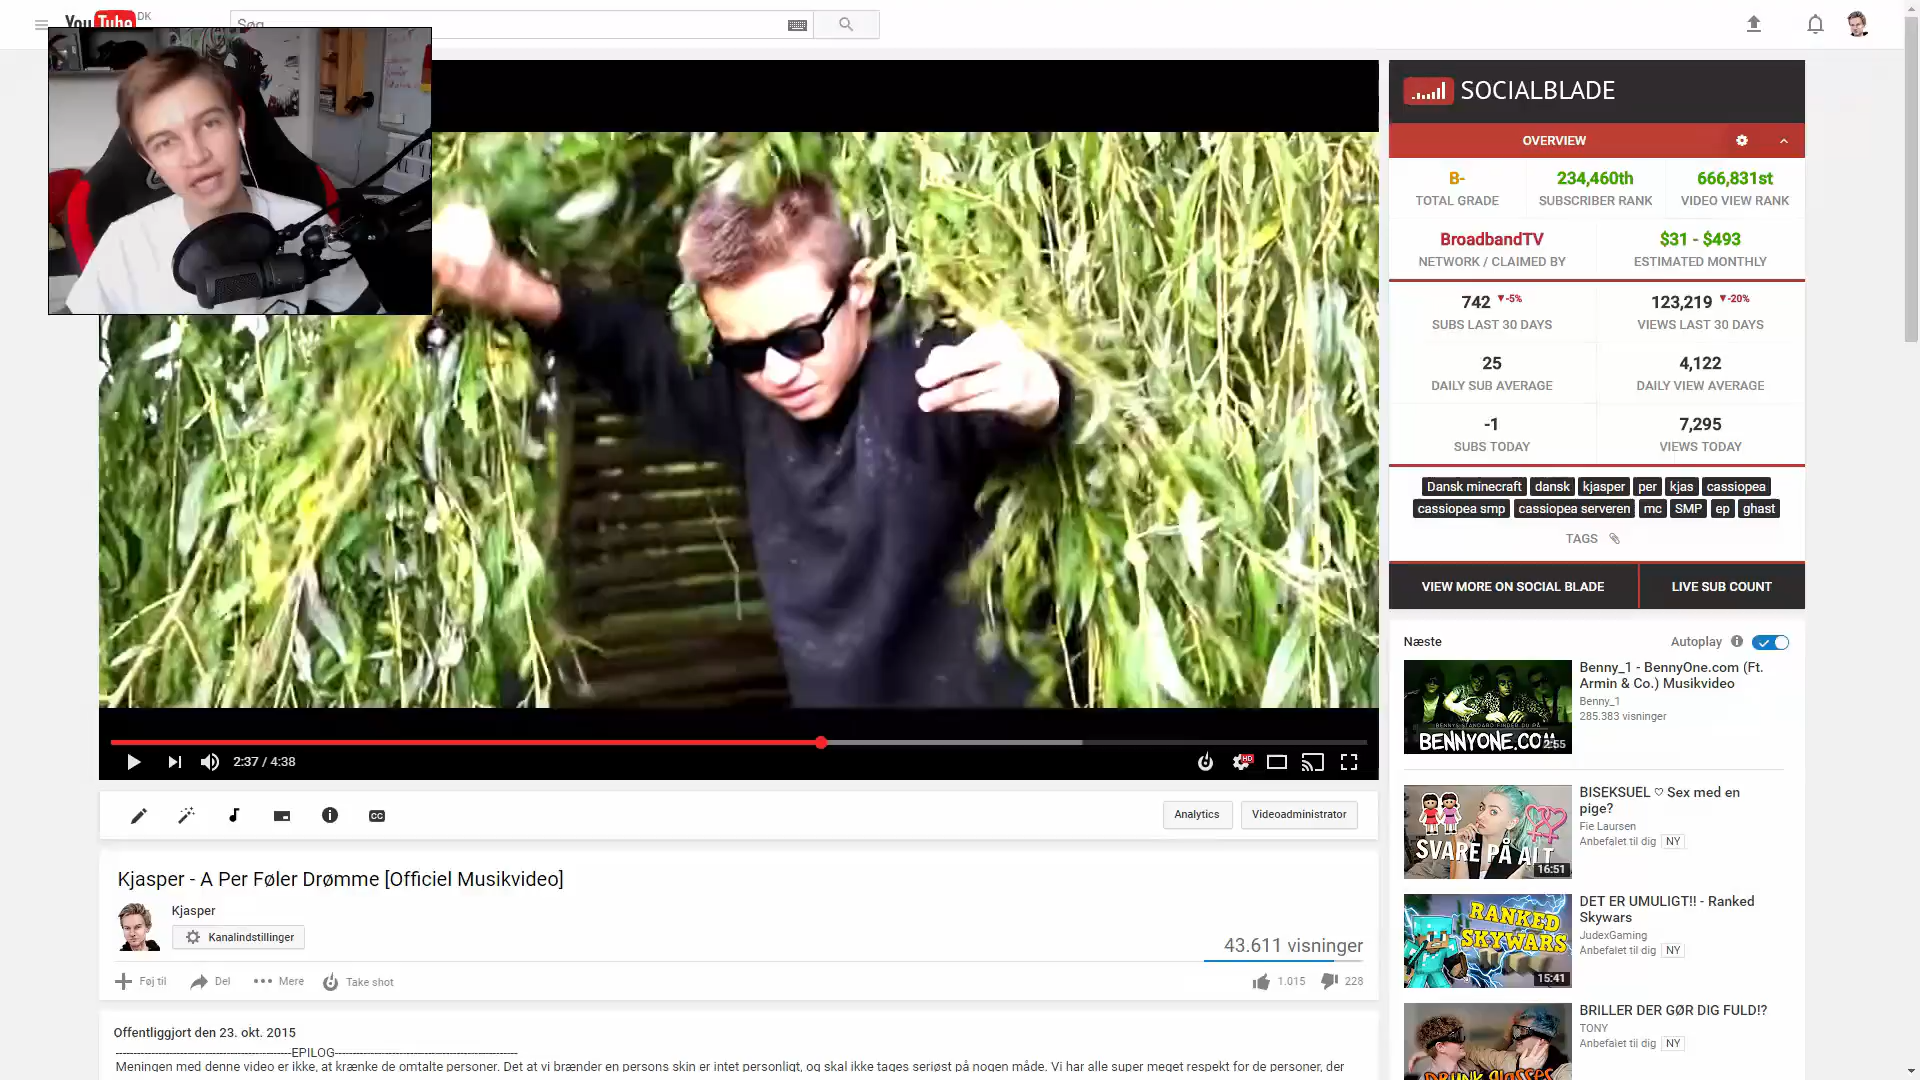 YouTube DK
Søg
SOCIALBLADE
OVERVIEW
B-
TOTAL GRADE
234,460th
SUBSCRIBER RANK
666,831st
VIDEO VIEW RANK
BroadbandTV
NETWORK / CLAIMED BY
$31 - $493
ESTIMATED MONTHLY
742 ▼-5%
SUBS LAST 30 DAYS
123,219 ▼-20%
VIEWS LAST 30 DAYS
25
DAILY SUB AVERAGE
4,122
DAILY VIEW AVERAGE
-1
SUBS TODAY
7,295
VIEWS TODAY
Dansk minecraft dansk kjasper per kjas cassiopea
cassiopea smp cassiopea serveren mc SMP ep ghast
TAGS
VIEW MORE ON SOCIAL BLADE
LIVE SUB COUNT
2:37 / 4:38
HD
CC
Analytics
Videoadministrator
Kjasper - A Per Føler Drømme [Officiel Musikvideo]
Kjasper
Kanalindstillinger
43.611 visninger
Føj til
Del
Mere
Take shot
1.015
228
Offentliggjort den 23. okt. 2015
--------------------------------------------------EPILOG----------------------------------------------------
Meningen med denne video er ikke, at krænke de omtalte personer. Det at vi brænder en persons skin er intet personligt, og skal ikke tages seriøst på nogen måde. Vi har alle super meget respekt for de personer, der
Næste
Autoplay
BENNYONE.COM
2:55
Benny_1 - BennyOne.com (Ft.
Armin & Co.) Musikvideo
Benny_1
285.383 visninger
SVARE PÅ ALT
16:51
BISEKSUEL ♡ Sex med en
pige?
Fie Laursen
Anbefalet til dig NY
RANKED
SKYWARS
15:41
DET ER UMULIGT!! - Ranked
Skywars
JudexGaming
Anbefalet til dig NY
DRUNK GLASSES
BRILLER DER GØR DIG FULD!?
TONY
Anbefalet til dig NY